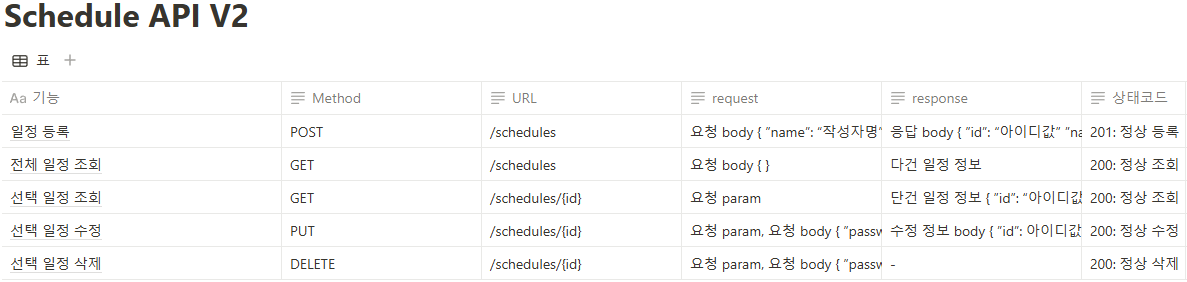 Schedule API V2
표
Aa 기능 Method URL request response 상태코드
일정 등록 POST /schedules 요청 body { "name": “작성자명" 응답 body { "id": “아이디값” "na 201: 정상 등록
전체 일정 조회 GET /schedules 요청 body { } 다건 일정 정보 200: 정상 조회
선택 일정 조회 GET /schedules/{id} 요청 param 단건 일정 정보 { "id": “아이디값 200: 정상 조회
선택 일정 수정 PUT /schedules/{id} 요청 param, 요청 body { "passw 수정 정보 body { "id": 아이디값 200: 정상 수정
선택 일정 삭제 DELETE /schedules/{id} 요청 param, 요청 body { "passw - 200: 정상 삭제